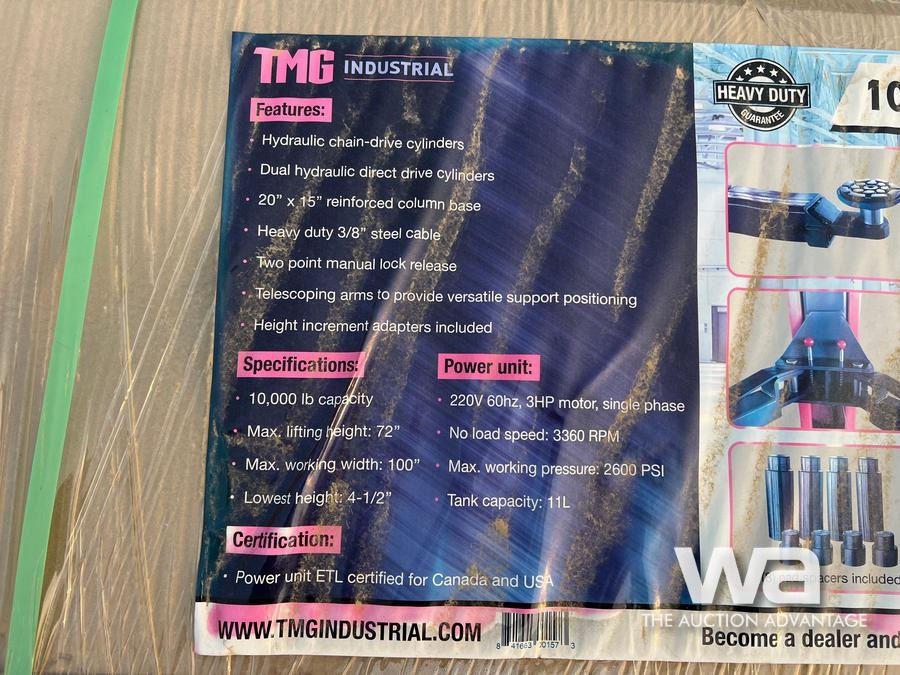 TMG INDUSTRIAL
Features:
Hydraulic chain-drive cylinders
Dual hydraulic direct drive cylinders
20" x 15" reinforced column base
Heavy duty 3/8" steel cable
Two point manual lock release
Telescoping arms to provide versatile support positioning
Height increment adapters included
Specifications:
10,000 lb capacity
Max. lifting height: 72"
Max. working width: 100"
Lowest height: 4-1/2"
Power unit:
220V 60hz, 3HP motor, single phase
No load speed: 3360 RPM
Max. working pressure: 2600 PSI
Tank capacity: 11L
Certification:
Power unit ETL certified for Canada and USA
WWW.TMGINDUSTRIAL.COM
8 41663 00157 3
HEAVY DUTY
GUARANTEE
10
spacers included
wa
THE AUCTION ADVANTAGE
Become a dealer and